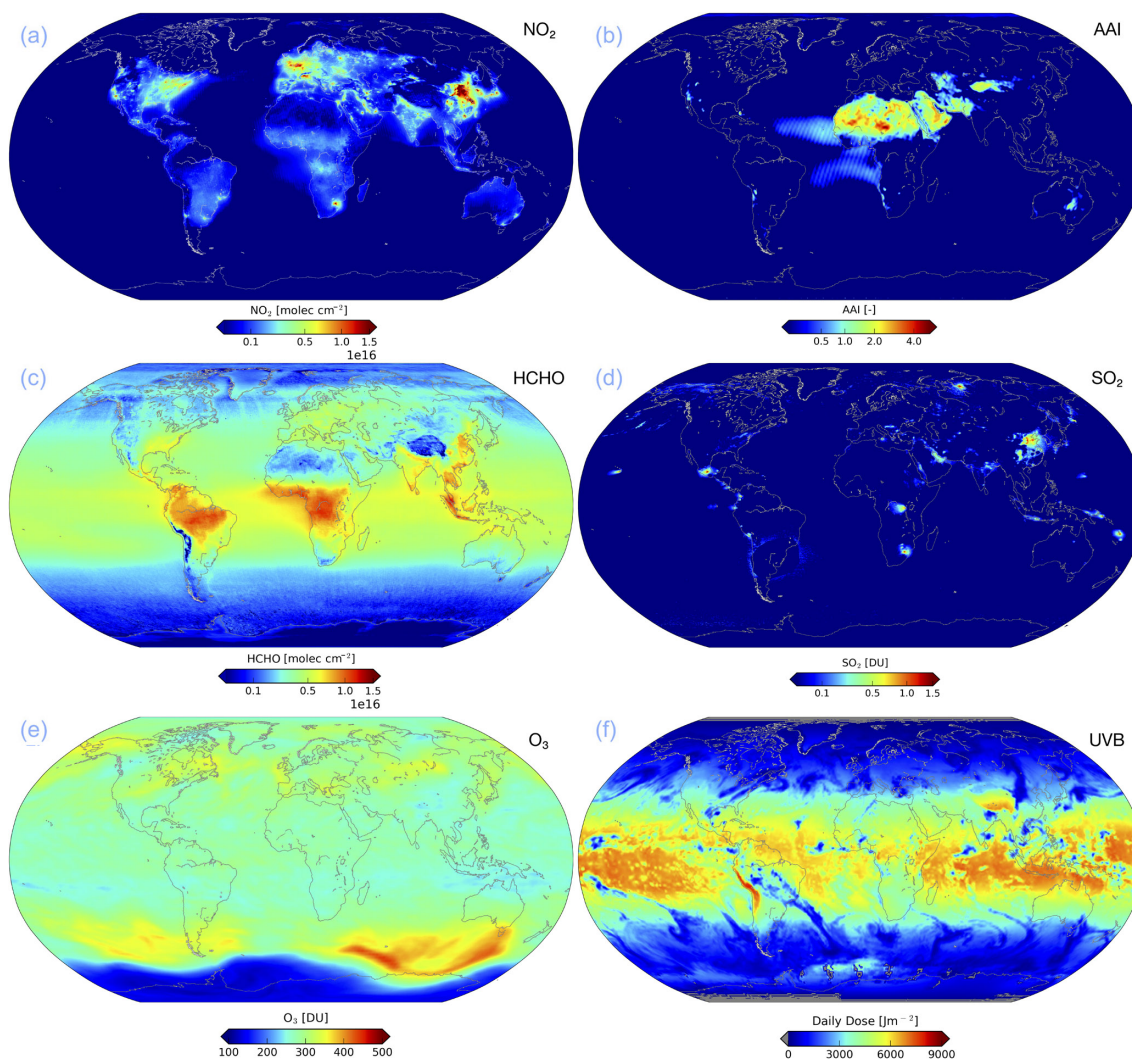 (a)
NO₂
(b)
AAI
NO₂ [molec cm⁻²]
0.1 0.5 1.0 1.5
1e16
AAI [-]
0.5 1.0 2.0 4.0
(c)
HCHO
(d)
SO₂
HCHO [molec cm⁻²]
0.1 0.5 1.0 1.5
1e16
SO₂ [DU]
0.1 0.5 1.0 1.5
(e)
O₃
(f)
UVB
O₃ [DU]
100 200 300 400 500
Daily Dose [Jm⁻²]
0 3000 6000 9000